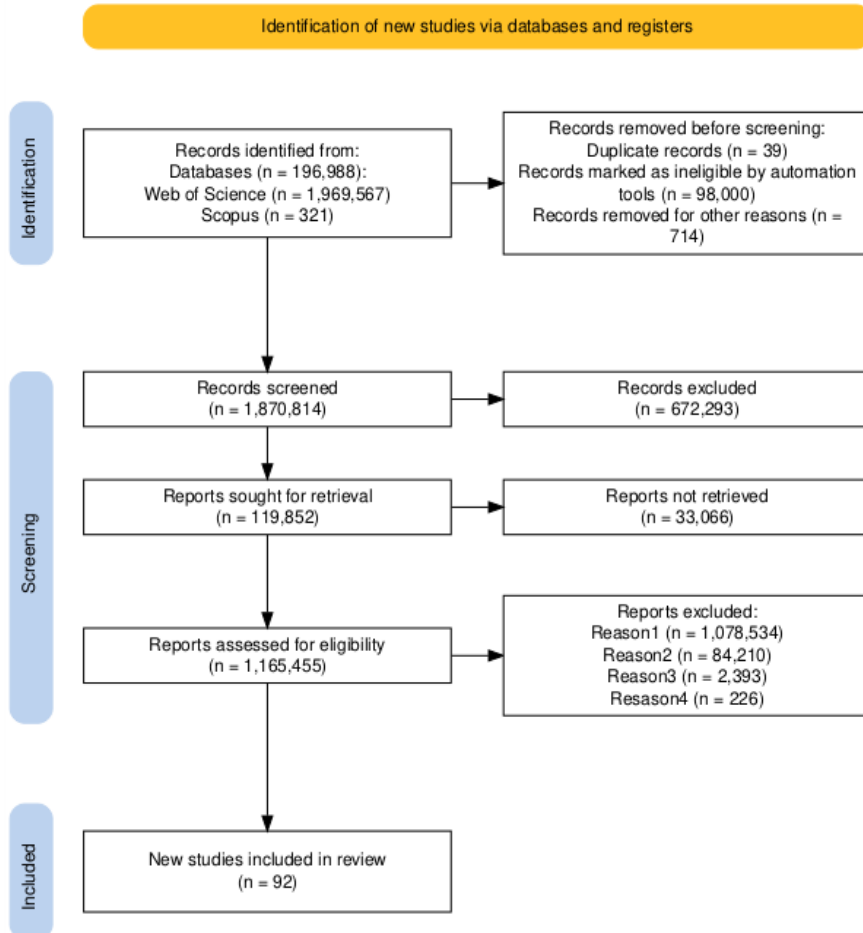 Identification of new studies via databases and registers
Identification
Records identified from:
Databases (n = 196,988):
Web of Science (n = 1,969,567)
Scopus (n = 321)
Records removed before screening:
Duplicate records (n = 39)
Records marked as ineligible by automation
tools (n = 98,000)
Records removed for other reasons (n =
714)
Screening
Records screened
(n = 1,870,814)
Records excluded
(n = 672,293)
Reports sought for retrieval
(n = 119,852)
Reports not retrieved
(n = 33,066)
Reports assessed for eligibility
(n = 1,165,455)
Reports excluded:
Reason1 (n = 1,078,534)
Reason2 (n = 84,210)
Reason3 (n = 2,393)
Resason4 (n = 226)
Included
New studies included in review
(n = 92)